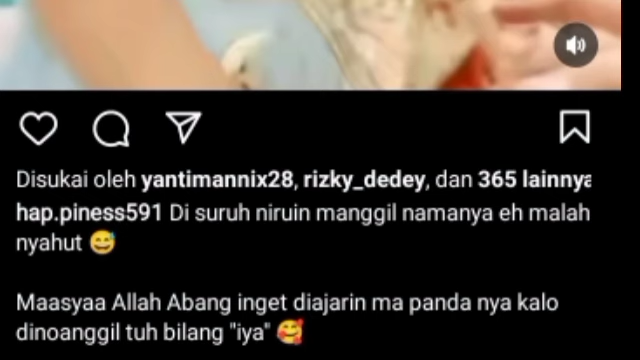 Disukai oleh yantimannix28, rizky_dedey, dan 365 lainnya
hap.piness591 Di suruh niruin manggil namanya eh malah
nyahut 😅
Maasyaa Allah Abang inget diajarin ma panda nya kalo
dinoanggil tuh bilang "iya" 🥰